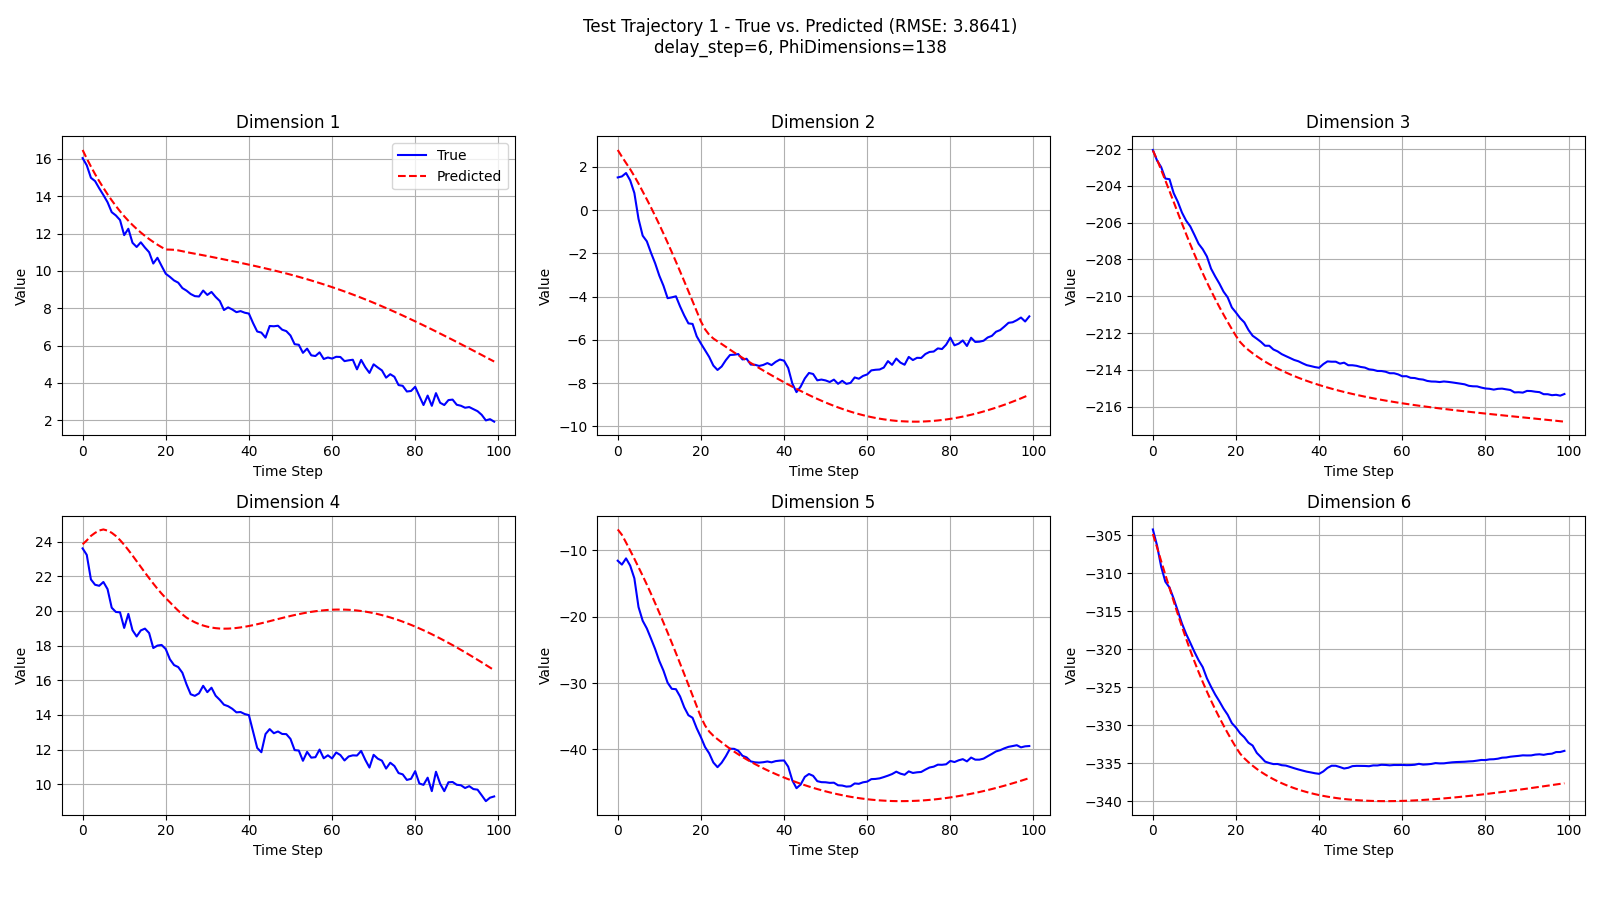 Test Trajectory 1 - True vs. Predicted (RMSE: 3.8641)
delay_step=6, PhiDimensions=138
Dimension 1
16
14
12
10
8
6
4
2
Value
0 20 40 60 80 100
Time Step
True
Predicted
Dimension 2
2
0
−2
−4
−6
−8
−10
Value
0 20 40 60 80 100
Time Step
Dimension 3
−202
−204
−206
−208
−210
−212
−214
−216
Value
0 20 40 60 80 100
Time Step
Dimension 4
24
22
20
18
16
14
12
10
Value
0 20 40 60 80 100
Time Step
Dimension 5
−10
−20
−30
−40
Value
0 20 40 60 80 100
Time Step
Dimension 6
−305
−310
−315
−320
−325
−330
−335
−340
Value
0 20 40 60 80 100
Time Step